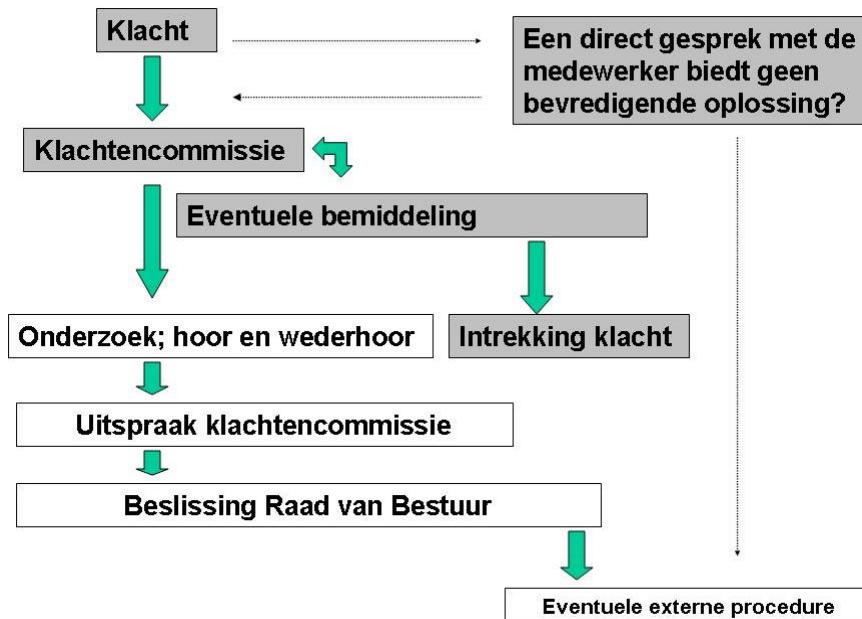 Klacht
Een direct gesprek met de
medewerker biedt geen
bevredigende oplossing?
Klachtencommissie
Eventuele bemiddeling
Onderzoek; hoor en wederhoor
Intrekking klacht
Uitspraak klachtencommissie
Beslissing Raad van Bestuur
Eventuele externe procedure